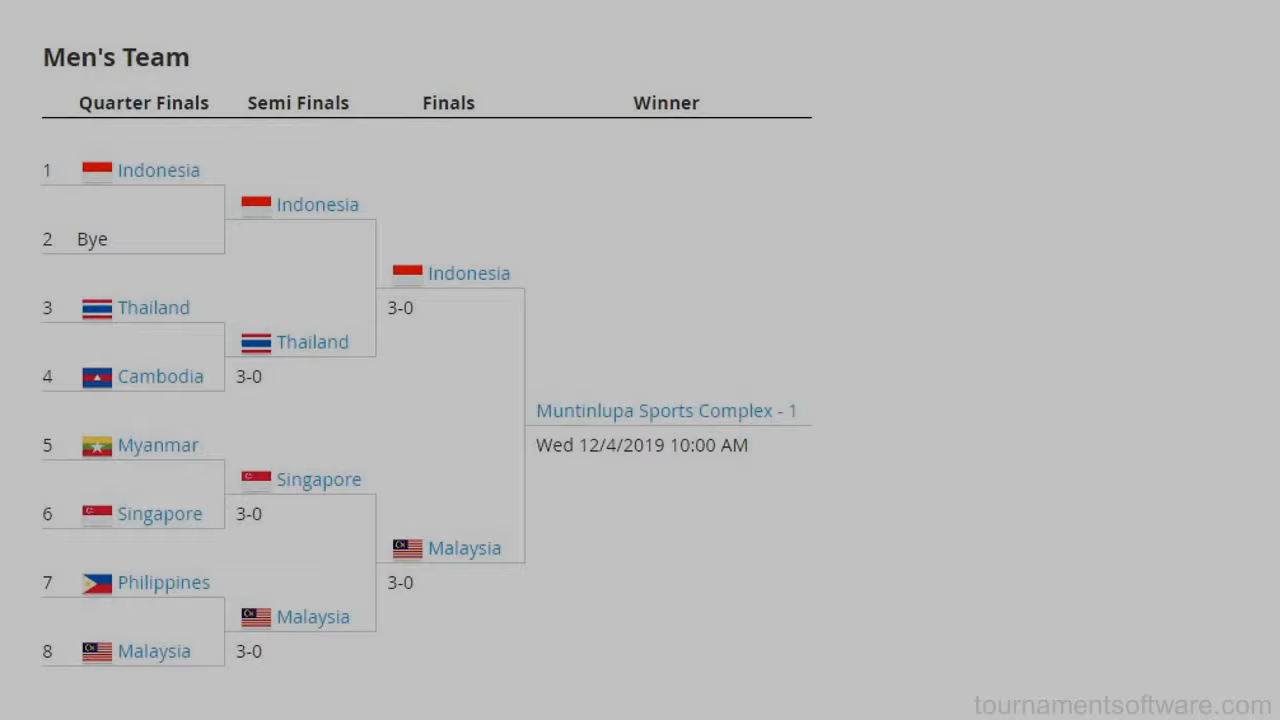 Men's Team
Quarter Finals Semi Finals Finals Winner
1 Indonesia
Indonesia
2 Bye
Indonesia
3 Thailand
3-0
Thailand
4 Cambodia
3-0
Muntinlupa Sports Complex - 1
5 Myanmar
Wed 12/4/2019 10:00 AM
Singapore
6 Singapore
3-0
Malaysia
7 Philippines
3-0
Malaysia
8 Malaysia
3-0
tournamentsoftware.com